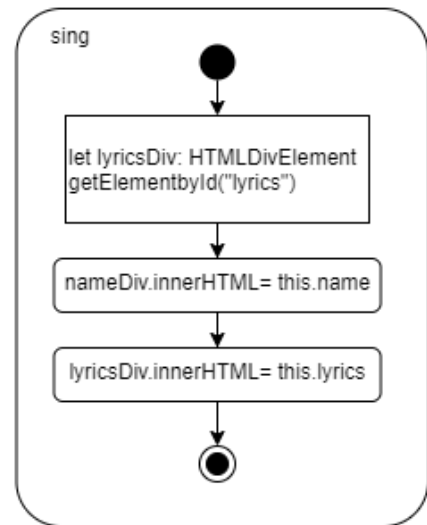 sing
let lyricsDiv: HTMLDivElement
getElementbyId("lyrics")
nameDiv.innerHTML= this.name
lyricsDiv.innerHTML= this.lyrics